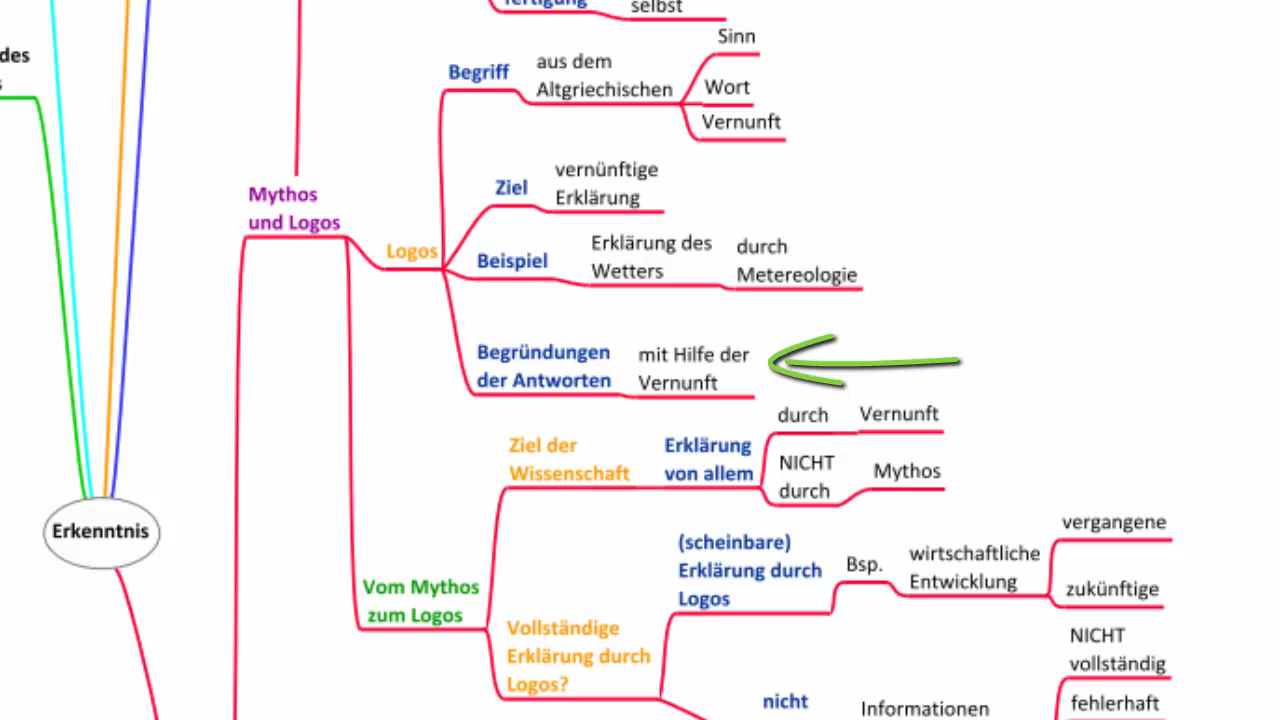 fertigung
selbst
des
Begriff
aus dem
Altgriechischen
Sinn
Wort
Vernunft
Mythos
und Logos
Logos
Ziel
vernünftige
Erklärung
Beispiel
Erklärung des
Wetters
durch
Metereologie
Begründungen
der Antworten
mit Hilfe der
Vernunft
Erkenntnis
Vom Mythos
zum Logos
Ziel der
Wissenschaft
Erklärung
von allem
durch
Vernunft
NICHT
durch
Mythos
Vollständige
Erklärung durch
Logos?
(scheinbare)
Erklärung durch
Logos
Bsp.
wirtschaftliche
Entwicklung
vergangene
zukünftige
nicht
Informationen
NICHT
vollständig
fehlerhaft